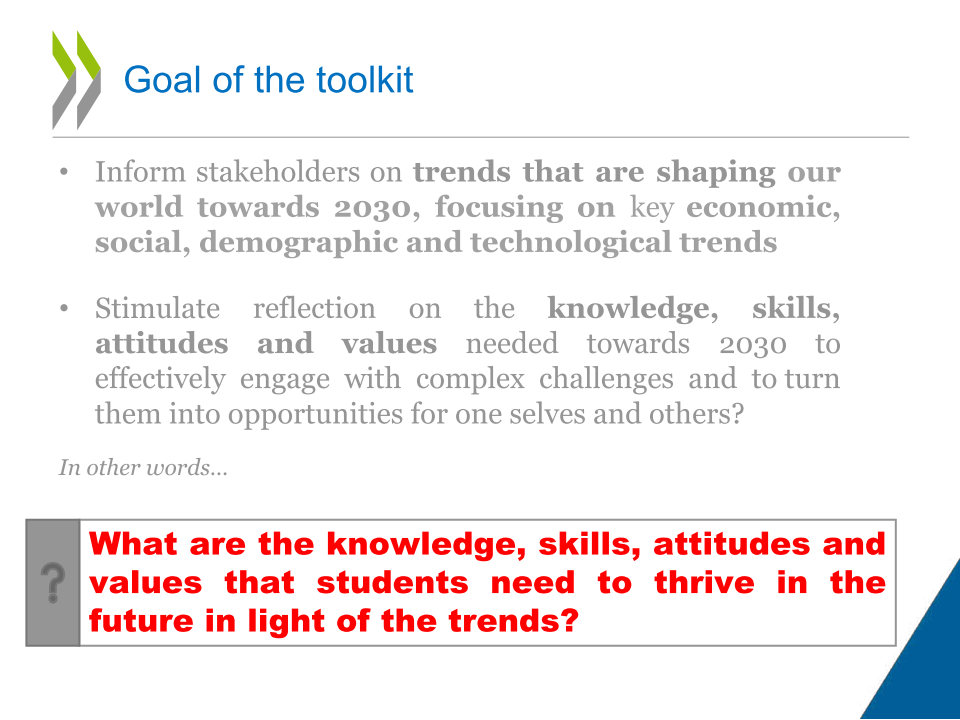 Goal of the toolkit
• Inform stakeholders on trends that are shaping our
world towards 2030, focusing on key economic,
social, demographic and technological trends
• Stimulate reflection on the knowledge, skills,
attitudes and values needed towards 2030 to
effectively engage with complex challenges and to turn
them into opportunities for one selves and others?
In other words...
?
What are the knowledge, skills, attitudes and
values that students need to thrive in the
future in light of the trends?